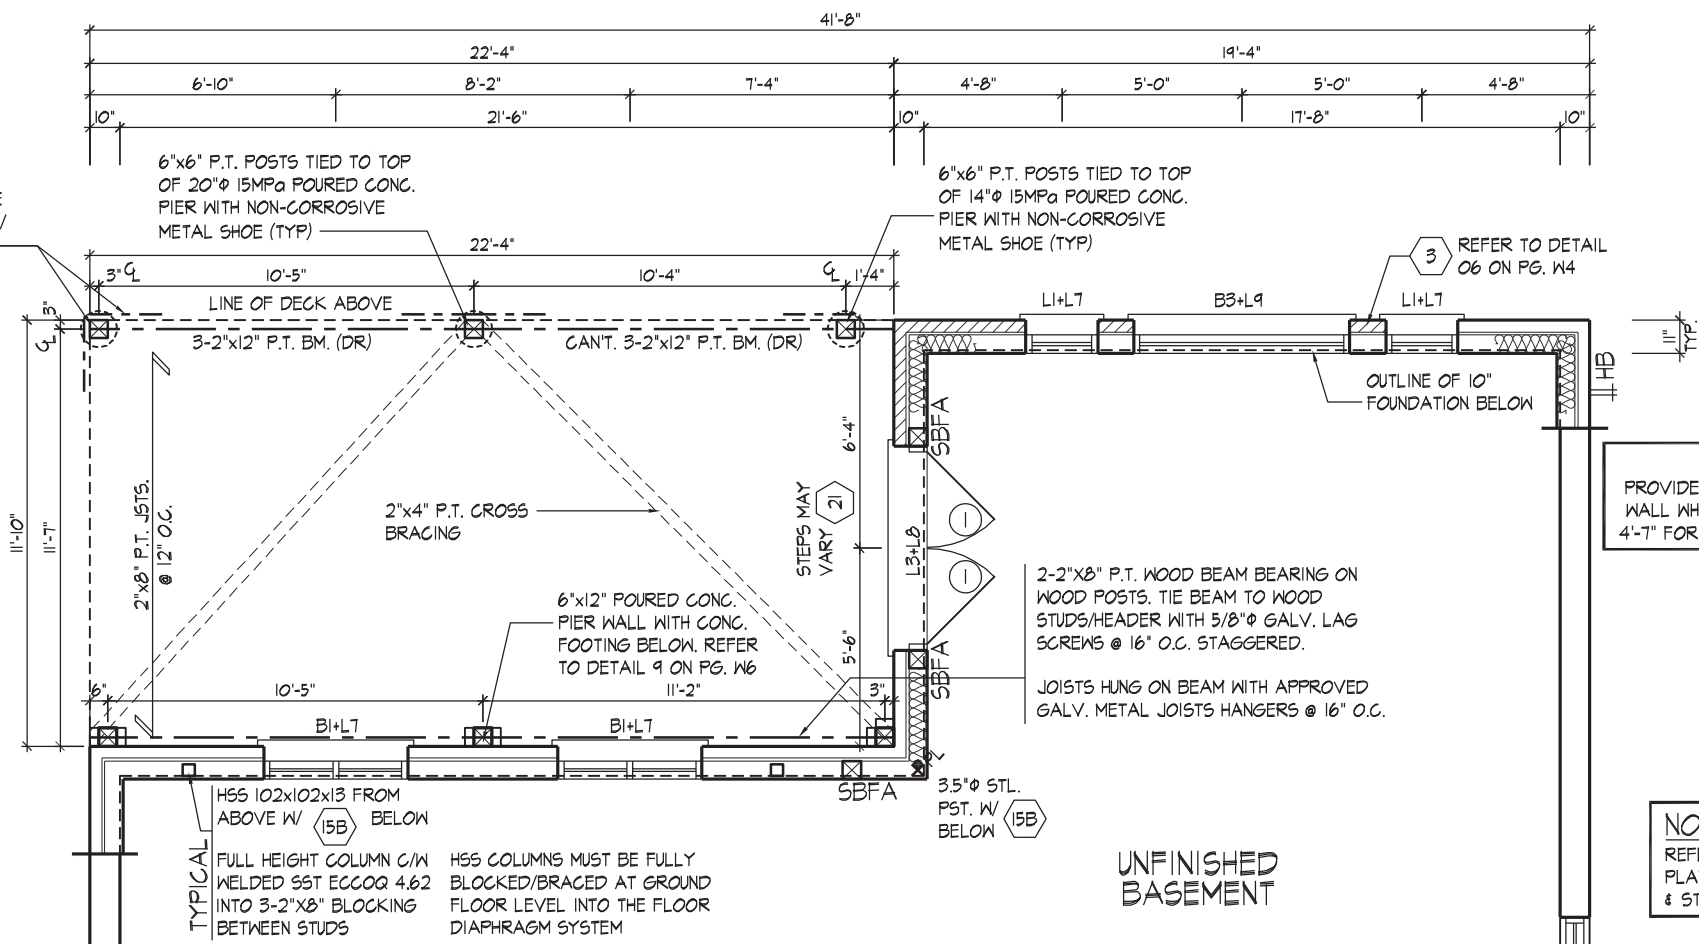 41'-8"
22'-4"
19'-4"
6'-10"
8'-2"
7'-4"
4'-8"
5'-0"
5'-0"
4'-8"
10"
21'-6"
10"
17'-8"
10"
6"x6" P.T. POSTS TIED TO TOP
OF 20"Φ 15MPa POURED CONC.
PIER WITH NON-CORROSIVE
METAL SHOE (TYP)
6"x6" P.T. POSTS TIED TO TOP
OF 14"Φ 15MPa POURED CONC.
PIER WITH NON-CORROSIVE
METAL SHOE (TYP)
22'-4"
3"
CL
10'-5"
10'-4"
CL
1'-4"
3
REFER TO DETAIL
06 ON PG. W4
LINE OF DECK ABOVE
L1+L7
B3+L9
L1+L7
3"
CL
3-2"x12" P.T. BM. (DR)
CAN'T. 3-2"x12" P.T. BM. (DR)
11"
TYP.
HB
OUTLINE OF 10"
FOUNDATION BELOW
SBFA
6'-4"
2"x8" P.T. JSTS.
@ 12" O.C.
2"x4" P.T. CROSS
BRACING
STEPS MAY
VARY
21
11'-10"
11'-7"
L3+L8
1
1
PROVIDE
WALL WH
4'-7" FOR
6"x12" POURED CONC.
PIER WALL WITH CONC.
FOOTING BELOW. REFER
TO DETAIL 9 ON PG. W6
5'-6"
SBFA
2-2"X8" P.T. WOOD BEAM BEARING ON
WOOD POSTS. TIE BEAM TO WOOD
STUDS/HEADER WITH 5/8"Φ GALV. LAG
SCREWS @ 16" O.C. STAGGERED.
JOISTS HUNG ON BEAM WITH APPROVED
GALV. METAL JOISTS HANGERS @ 16" O.C.
6"
10'-5"
11'-2"
3"
B1+L7
B1+L7
CL
SBFA
HSS 102x102x13 FROM
ABOVE W/ 15B BELOW
3.5"Φ STL.
PST. W/ 15B
BELOW
TYPICAL
FULL HEIGHT COLUMN C/W
WELDED SST ECCOQ 4.62
INTO 3-2"X8" BLOCKING
BETWEEN STUDS
HSS COLUMNS MUST BE FULLY
BLOCKED/BRACED AT GROUND
FLOOR LEVEL INTO THE FLOOR
DIAPHRAGM SYSTEM
UNFINISHED
BASEMENT
NO
REF
PLA
& ST